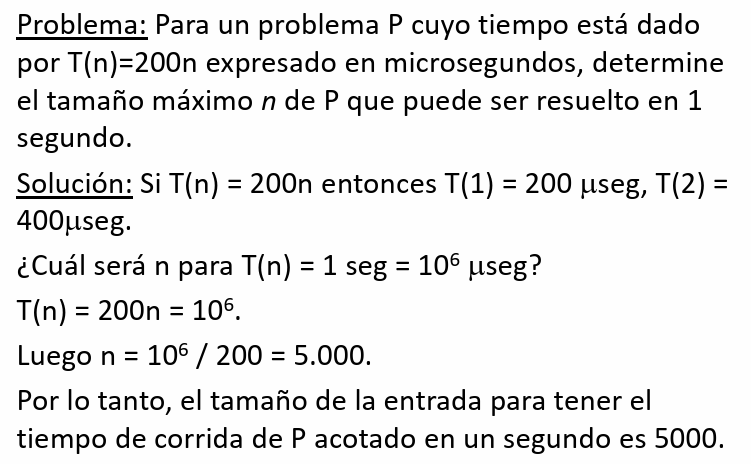 Problema: Para un problema P cuyo tiempo está dado
por T(n)=200n expresado en microsegundos, determine
el tamaño máximo n de P que puede ser resuelto en 1
segundo.
Solución: Si T(n) = 200n entonces T(1) = 200 μseg, T(2) =
400μseg.
¿Cuál será n para T(n) = 1 seg = 10⁶ μseg?
T(n) = 200n = 10⁶.
Luego n = 10⁶ / 200 = 5.000.
Por lo tanto, el tamaño de la entrada para tener el
tiempo de corrida de P acotado en un segundo es 5000.